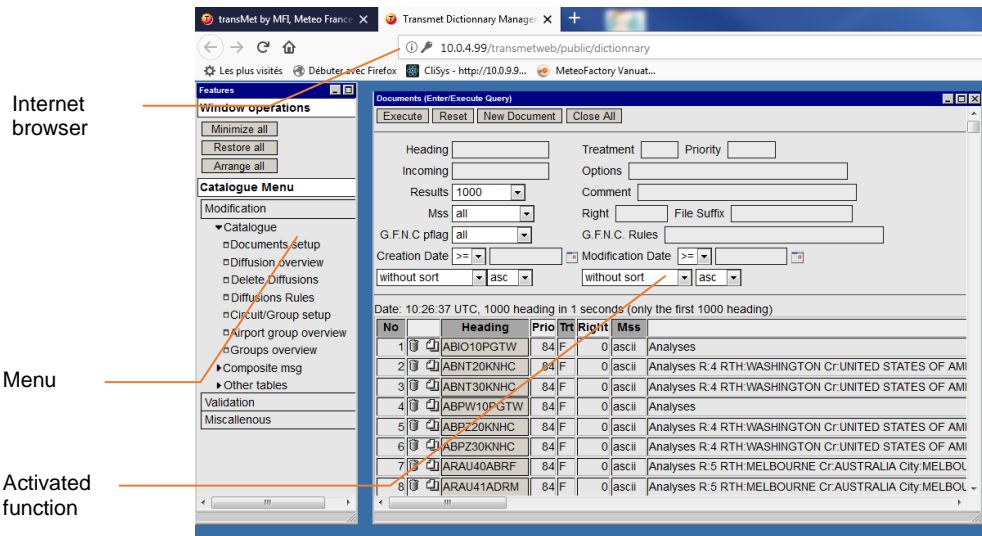 transMet by MFI, Meteo France
Transmet Dictionnary Manager
10.0.4.99/transmetweb/public/dictionnary
Les plus visités
Débuter avec Firefox
CliSys - http://10.0.9.9...
MeteoFactory Vanuat...
Internet browser
Menu
Activated function
Features
Window operations
Minimize all
Restore all
Arrange all
Catalogue Menu
Modification
Catalogue
Documents setup
Diffusion overview
Delete Diffusions
Diffusions Rules
Circuit/Group setup
Airport group overview
Groups overview
Composite msg
Other tables
Validation
Miscallenous
Documents (Enter/Execute Query)
Execute Reset New Document Close All
Heading Treatment Priority
Incoming Options
Results 1000 Comment
Mss all Right File Suffix
G.F.N.C pflag all G.F.N.C. Rules
Creation Date >= Modification Date >=
without sort asc without sort asc
Date: 10:26:37 UTC, 1000 heading in 1 seconds (only the first 1000 heading)
No Heading Prio Trt Right Mss
1 ABIO10PGTW 84 F 0 ascii Analyses
2 ABNT20KNHC 84 F 0 ascii Analyses R:4 RTH:WASHINGTON Cr:UNITED STATES OF AMI
3 ABNT30KNHC 84 F 0 ascii Analyses R:4 RTH:WASHINGTON Cr:UNITED STATES OF AMI
4 ABPW10PGTW 84 F 0 ascii Analyses
5 ABPZ20KNHC 84 F 0 ascii Analyses R:4 RTH:WASHINGTON Cr:UNITED STATES OF AMI
6 ABPZ30KNHC 84 F 0 ascii Analyses R:4 RTH:WASHINGTON Cr:UNITED STATES OF AMI
7 ARAU40ABRF 84 F 0 ascii Analyses R:5 RTH:MELBOURNE Cr:AUSTRALIA City:MELBOU
8 ARAU41ADRM 84 F 0 ascii Analyses R:5 RTH:MELBOURNE Cr:AUSTRALIA City:MELBOU